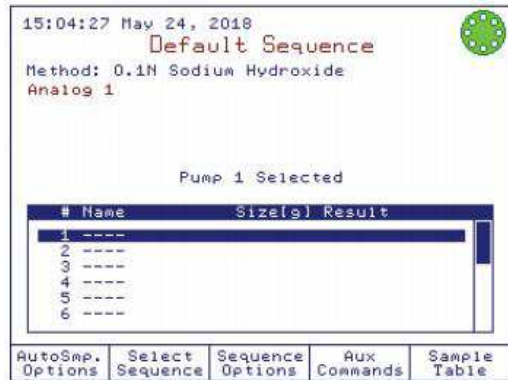 15:04:27 May 24, 2018
Default Sequence
Method: 0.1N Sodium Hydroxide
Analog 1
Pump 1 Selected
# Name Size[g] Result
1 ----
2 ----
3 ----
4 ----
5 ----
6 ----
AutoSmp. Options
Select Sequence
Sequence Options
Aux Commands
Sample Table